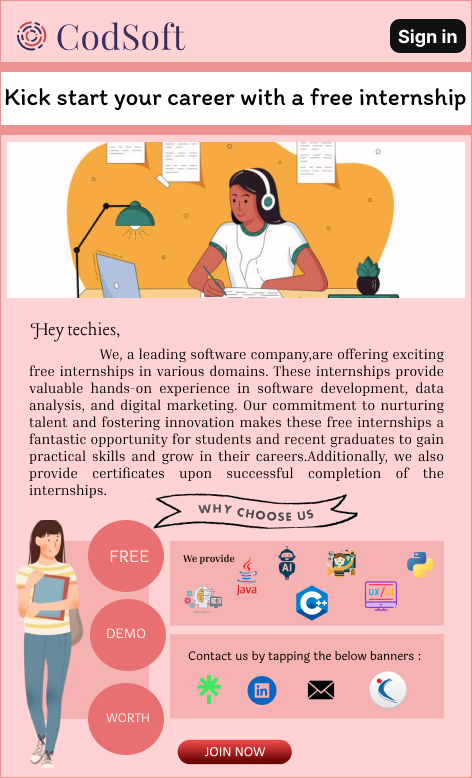 CodSoft
Sign in
Kick start your career with a free internship
Hey techies,
We, a leading software company,are offering exciting
free internships in various domains. These internships provide
valuable hands-on experience in software development, data
analysis, and digital marketing. Our commitment to nurturing
talent and fostering innovation makes these free internships a
fantastic opportunity for students and recent graduates to gain
practical skills and grow in their careers.Additionally, we also
provide certificates upon successful completion of the
internships.
WHY CHOOSE US
FREE
We provide
AI
Java
C++
UX/UI
DEMO
Contact us by tapping the below banners :
in
WORTH
JOIN NOW